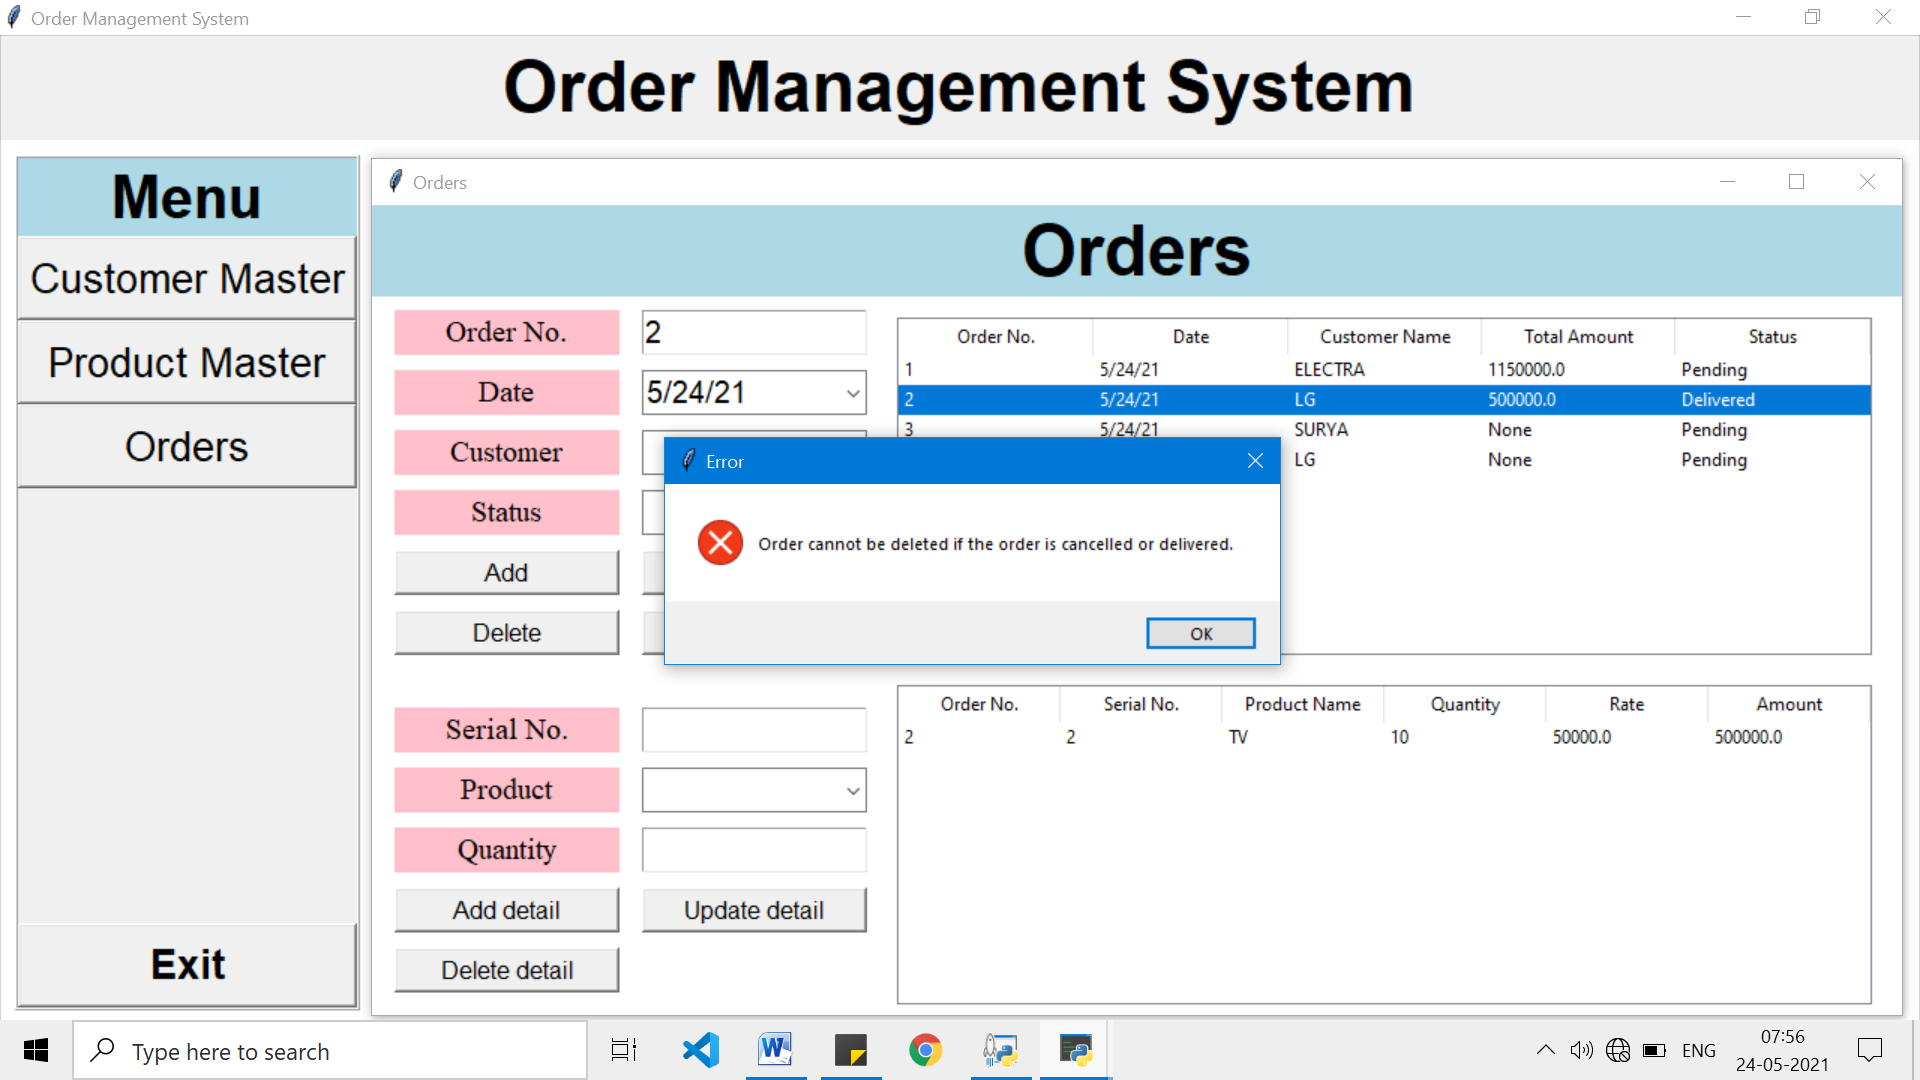 Order Management System
Order Management System
Menu
Customer Master
Product Master
Orders
Exit
Orders
Orders
Order No. 2
Date 5/24/21
Customer
Status
Add
Delete
Order No. Date Customer Name Total Amount Status
1 5/24/21 ELECTRA 1150000.0 Pending
2 5/24/21 LG 500000.0 Delivered
3 5/24/21 SURYA None Pending
LG None Pending
Error
Order cannot be deleted if the order is cancelled or delivered.
OK
Serial No.
Product
Quantity
Add detail Update detail
Delete detail
Order No. Serial No. Product Name Quantity Rate Amount
2 2 TV 10 50000.0 500000.0
Type here to search
ENG
07:56
24-05-2021